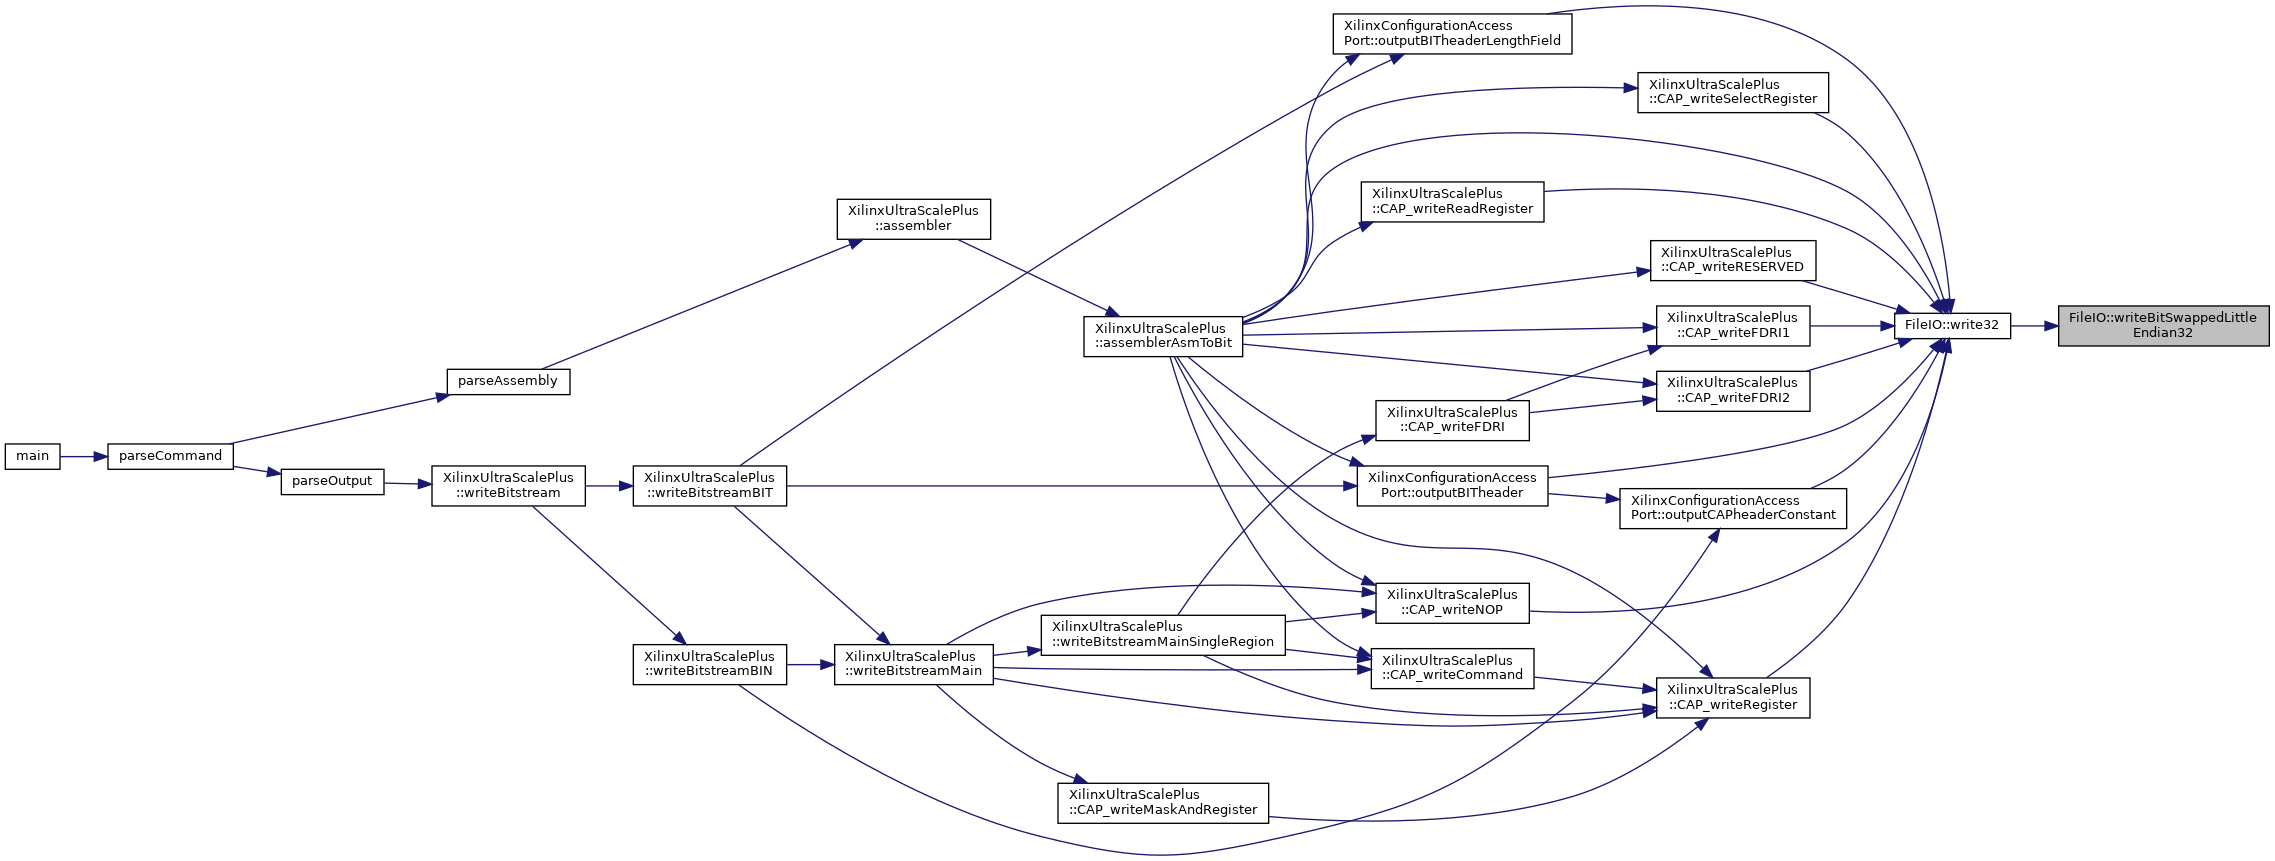 XilinxConfigurationAccess
Port::outputBITheaderLengthField
XilinxUltraScalePlus
::CAP_writeSelectRegister
XilinxUltraScalePlus
::CAP_writeReadRegister
XilinxUltraScalePlus
::assembler
XilinxUltraScalePlus
::CAP_writeRESERVED
XilinxUltraScalePlus
::CAP_writeFDRI1
FileIO::writeBitSwappedLittle
Endian32
FileIO::write32
XilinxUltraScalePlus
::assemblerAsmToBit
parseAssembly
XilinxUltraScalePlus
::CAP_writeFDRI2
XilinxUltraScalePlus
::CAP_writeFDRI
main
parseCommand
parseOutput
XilinxUltraScalePlus
::writeBitstream
XilinxUltraScalePlus
::writeBitstreamBIT
XilinxConfigurationAccess
Port::outputBITheader
XilinxConfigurationAccess
Port::outputCAPheaderConstant
XilinxUltraScalePlus
::CAP_writeNOP
XilinxUltraScalePlus
::writeBitstreamMainSingleRegion
XilinxUltraScalePlus
::writeBitstreamBIN
XilinxUltraScalePlus
::writeBitstreamMain
XilinxUltraScalePlus
::CAP_writeCommand
XilinxUltraScalePlus
::CAP_writeRegister
XilinxUltraScalePlus
::CAP_writeMaskAndRegister